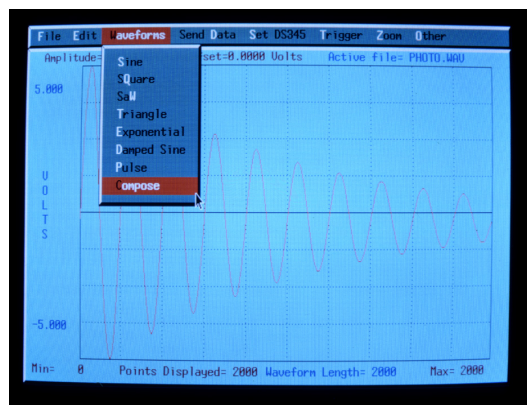 File Edit Waveforms Send Data Set DS345 Trigger Zoom Other
Amplitude= set=0.0000 Volts Active file= PHOTO.WAV
Sine
SQuare
SaW
Triangle
Exponential
Damped Sine
Pulse
Compose
5.000
VOLTS
-5.000
Min= 0 Points Displayed= 2000 Waveform Length= 2000 Max= 2000